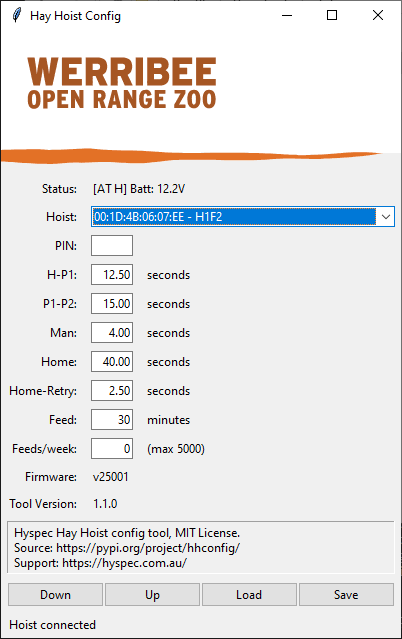 Hay Hoist Config
WERRIBEE
OPEN RANGE ZOO
Status: [AT H] Batt: 12.2V
Hoist: 00:1D:4B:06:07:EE - H1F2
PIN:
H-P1: 12.50 seconds
P1-P2: 15.00 seconds
Man: 4.00 seconds
Home: 40.00 seconds
Home-Retry: 2.50 seconds
Feed: 30 minutes
Feeds/week: 0 (max 5000)
Firmware: v25001
Tool Version: 1.1.0
Hyspec Hay Hoist config tool, MIT License.
Source: https://pypi.org/project/hhconfig/
Support: https://hyspec.com.au/
Down Up Load Save
Hoist connected